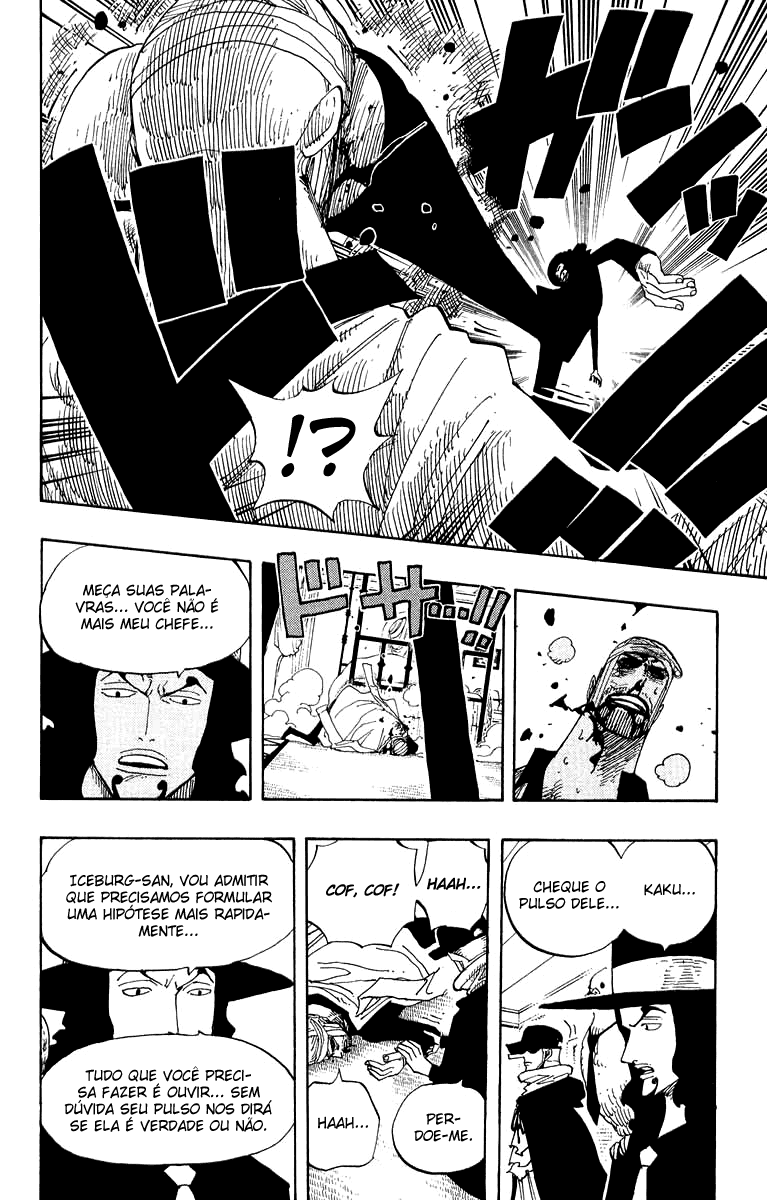 !?
ドサ...!!
MEÇA SUAS PALA-
VRAS... VOCÊ NÃO É
MAIS MEU CHEFE...
KAKU...
CHEQUE O
PULSO DELE...
HAAH...
COF, COF!
PER-
DOE-ME.
HAAH...
ICEBURG-SAN, VOU ADMITIR
QUE PRECISAMOS FORMULAR
UMA HIPÓTESE MAIS RAPIDA-
MENTE...
TUDO QUE VOCÊ PRECI-
SA FAZER É OUVIR... SEM
DÚVIDA SEU PULSO NOS DIRÁ
SE ELA É VERDADE OU NÃO.